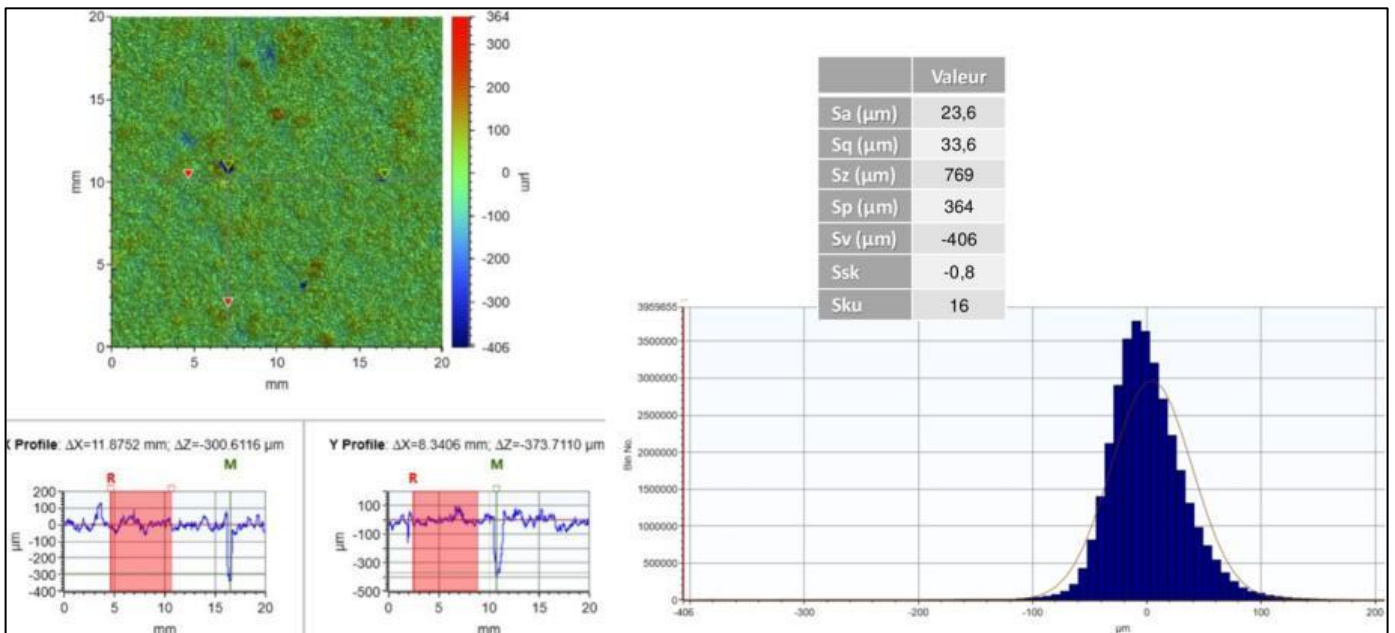 20
15
10
5
0
0 5 10 15 20
mm
mm
364
300
200
100
0
-100
-200
-300
-406
µm
Valeur
Sa (µm) 23,6
Sq (µm) 33,6
Sz (µm) 769
Sp (µm) 364
Sv (µm) -406
Ssk -0,8
Sku 16
X Profile: ΔX=11.8752 mm; ΔZ=-300.6116 µm
R M
200
100
0
-100
-200
-300
-400
µm
0 5 10 15 20
mm
Y Profile: ΔX=8.3406 mm; ΔZ=-373.7110 µm
R M
100
-100
-300
-500
µm
0 5 10 15 20
mm
3959655
3500000
3000000
2500000
2000000
1500000
1000000
500000
0
Bin No.
-406 -300 -200 -100 0 100 200
µm